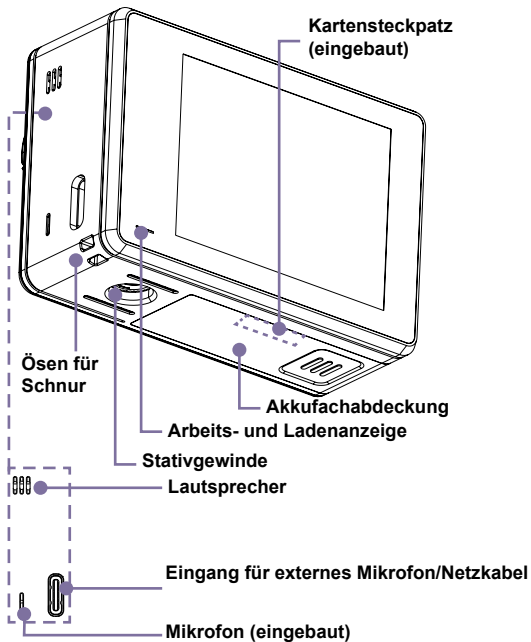 Kartensteckpatz
(eingebaut)
Ösen für
Schnur
Akkufachabdeckung
Arbeits- und Ladenanzeige
Stativgewinde
Lautsprecher
Eingang für externes Mikrofon/Netzkabel
Mikrofon (eingebaut)